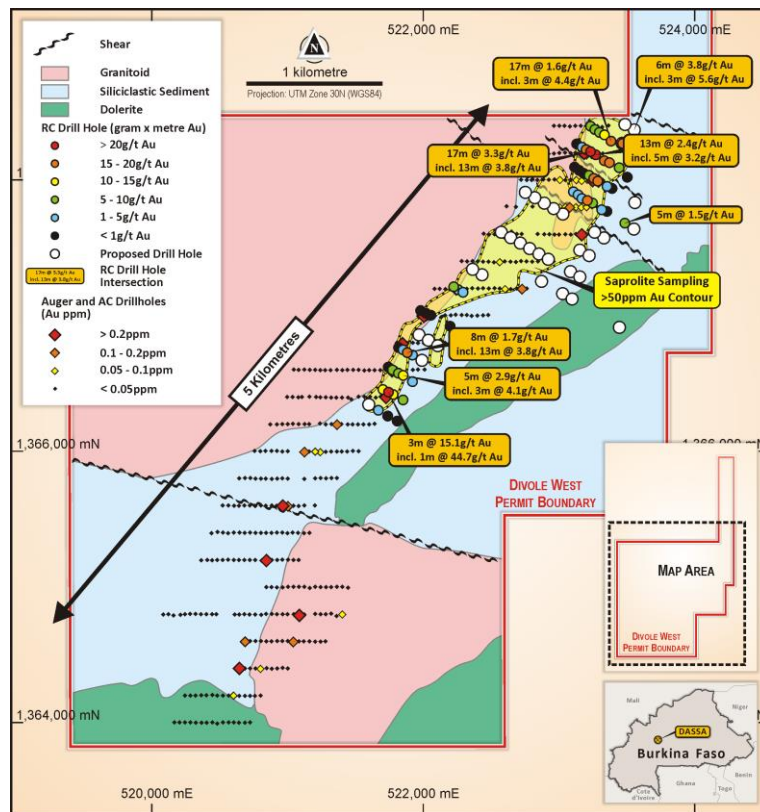 522,000 mE
524,000 mE
Shear
Granitoid
Siliciclastic Sediment
Dolerite
RC Drill Hole (gram x metre Au)
> 20g/t Au
15 - 20g/t Au
10 - 15g/t Au
5 - 10g/t Au
1 - 5g/t Au
< 1g/t Au
Proposed Drill Hole
RC Drill Hole
Intersection
Auger and AC Drillholes
(Au ppm)
> 0.2ppm
0.1 - 0.2ppm
0.05 - 0.1ppm
< 0.05ppm
N
1 kilometre
Projection: UTM Zone 30N (WGS84)
17m @ 1.6g/t Au
incl. 3m @ 4.4g/t Au
6m @ 3.8g/t Au
incl. 3m @ 5.6g/t Au
17m @ 3.3g/t Au
incl. 13m @ 3.8g/t Au
13m @ 2.4g/t Au
incl. 5m @ 3.2g/t Au
5m @ 1.5g/t Au
Saprolite Sampling
>50ppm Au Contour
5 Kilometres
8m @ 1.7g/t Au
incl. 13m @ 3.8g/t Au
5m @ 2.9g/t Au
incl. 3m @ 4.1g/t Au
3m @ 15.1g/t Au
incl. 1m @ 44.7g/t Au
1,366,000 mN
DIVOLE WEST
PERMIT BOUNDARY
MAP AREA
DIVOLE WEST
PERMIT BOUNDARY
1,364,000 mN
Mali
Niger
DASSA
Burkina Faso
Benin
Ghana
Togo
Cote
d'Ivoire
520,000 mE
522,000 mE